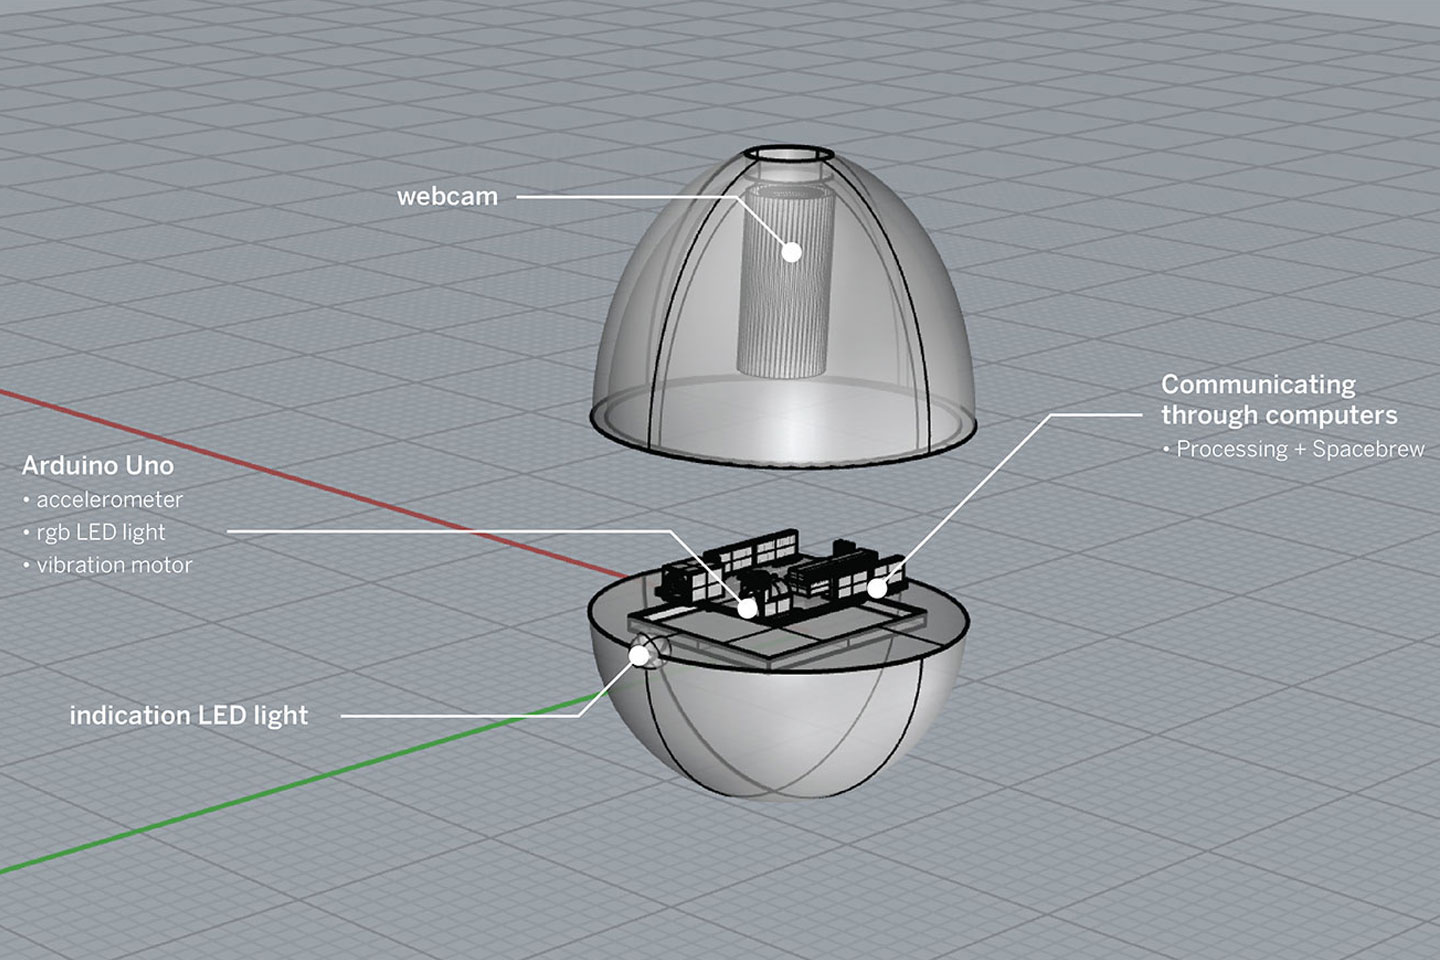 webcam
Communicating
through computers
• Processing + Spacebrew
Arduino Uno
• accelerometer
• rgb LED light
• vibration motor
indication LED light